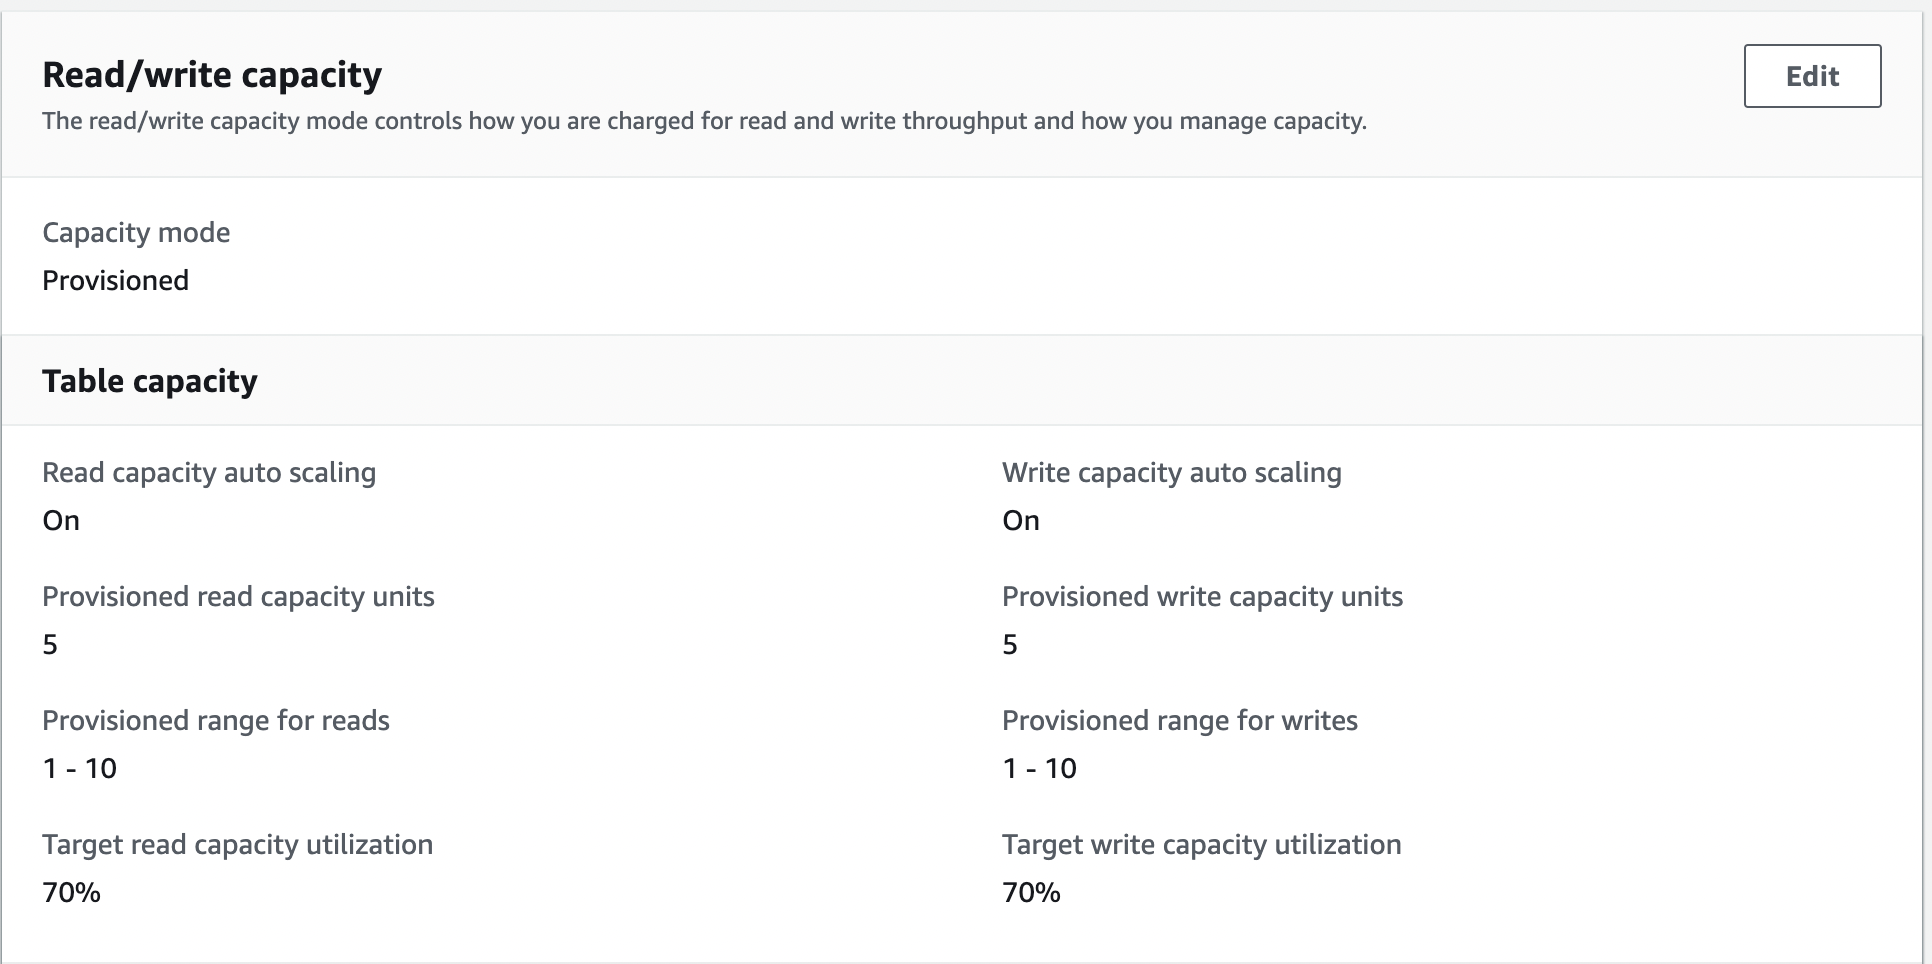 Read/write capacity
Edit
The read/write capacity mode controls how you are charged for read and write throughput and how you manage capacity.
Capacity mode
Provisioned
Table capacity
Read capacity auto scaling
On
Write capacity auto scaling
On
Provisioned read capacity units
5
Provisioned write capacity units
5
Provisioned range for reads
1 - 10
Provisioned range for writes
1 - 10
Target read capacity utilization
70%
Target write capacity utilization
70%